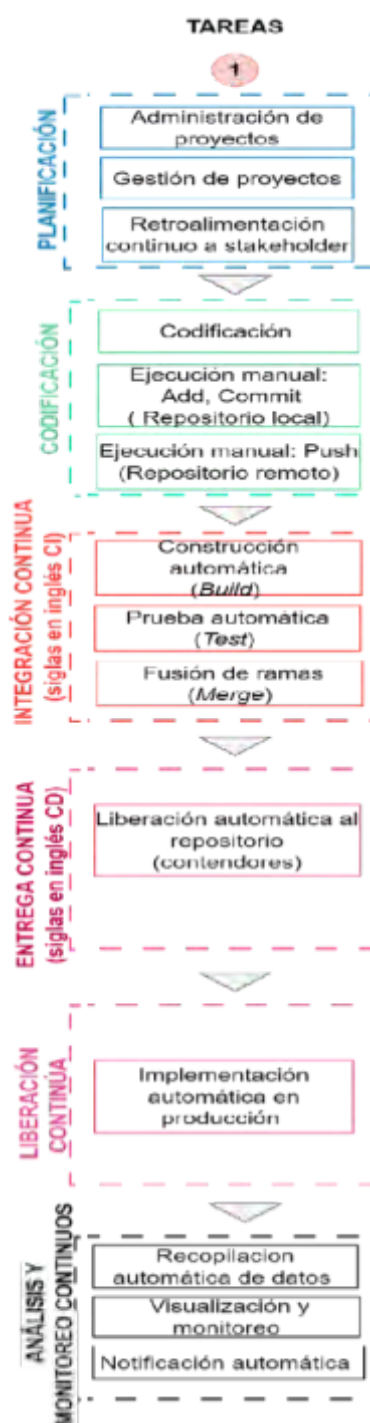 TAREAS
1
PLANIFICACIÓN
Administración de
proyectos
Gestión de proyectos
Retroalimentación
continuo a stakeholder
CODIFICACIÓN
Codificación
Ejecución manual:
Add, Commit
( Repositorio local)
Ejecución manual: Push
(Repositorio remoto)
INTEGRACIÓN CONTINUA
(siglas en inglés CI)
Construcción
automática
(Build)
Prueba automática
(Test)
Fusión de ramas
(Merge)
ENTREGA CONTINUA
(siglas en inglés CD)
Liberación automática al
repositorio
(contendores)
LIBERACIÓN
CONTINÚA
Implementación
automática en
producción
ANÁLISIS Y
MONITOREO CONTINUOS
Recopilacion
automática de datos
Visualización y
monitoreo
Notificación automática